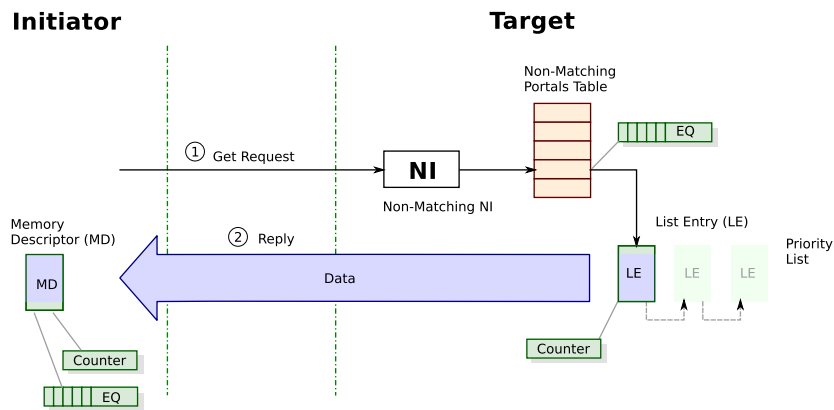 Initiator
Target
Non-Matching
Portals Table
EQ
1
Get Request
NI
Non-Matching NI
Memory
Descriptor (MD)
List Entry (LE)
Priority
List
2
Reply
MD
Data
LE
LE
LE
Counter
Counter
EQ